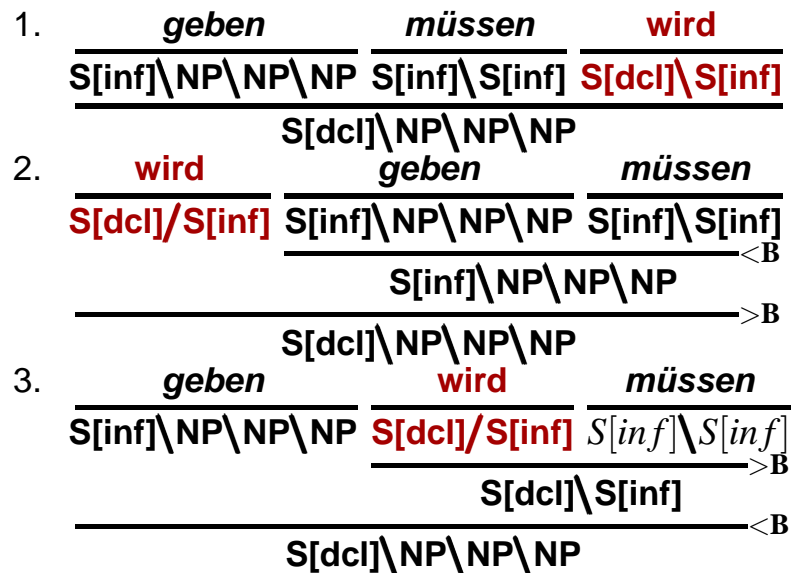 1. geben müssen wird
S[inf]\NP\NP\NP S[inf]\S[inf] S[dcl]\S[inf]
S[dcl]\NP\NP\NP
2. wird geben müssen
S[dcl]/S[inf] S[inf]\NP\NP\NP S[inf]\S[inf]
<B
S[inf]\NP\NP\NP
>B
S[dcl]\NP\NP\NP
3. geben wird müssen
S[inf]\NP\NP\NP S[dcl]/S[inf] S[inf]\S[inf]
>B
S[dcl]\S[inf]
<B
S[dcl]\NP\NP\NP